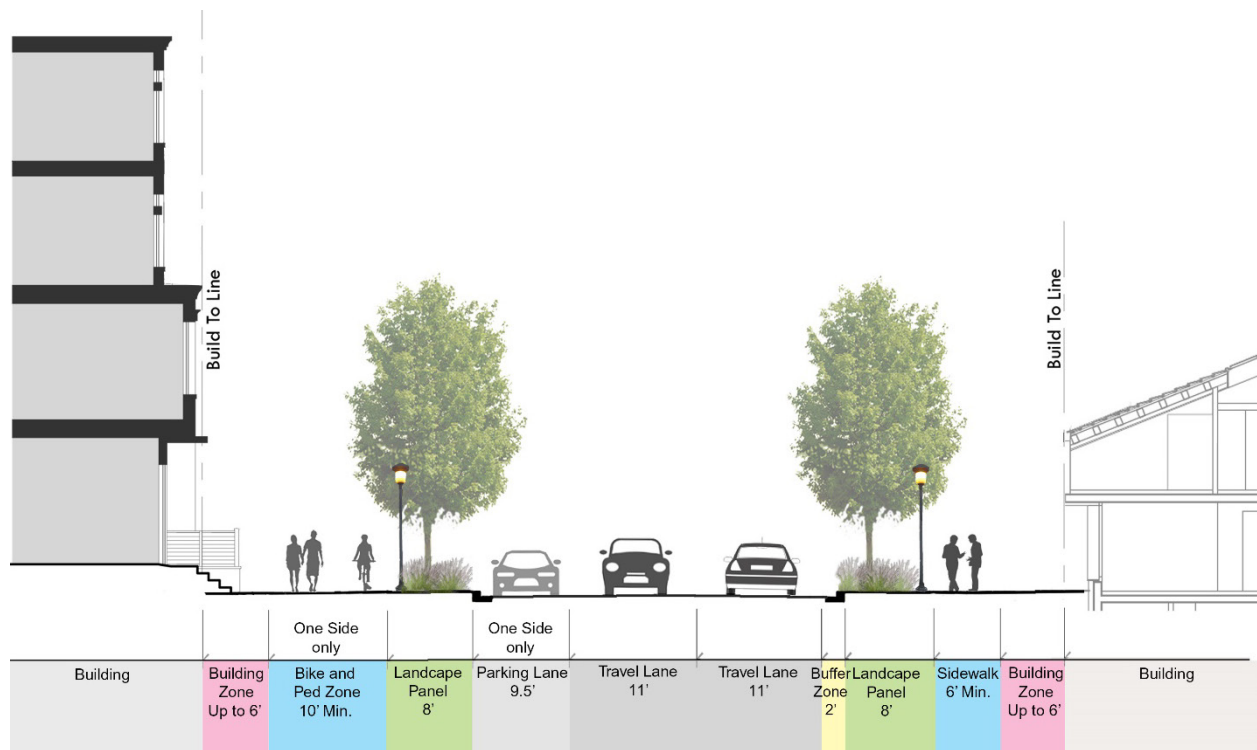 Build To Line
Build To Line
One Side
only
One Side
only
Building
Building
Zone
Up to 6'
Bike and
Ped Zone
10' Min.
Landscape
Panel
8'
Parking Lane
9.5'
Travel Lane
11'
Travel Lane
11'
Buffer
Zone
2'
Landscape
Panel
8'
Sidewalk
6' Min.
Building
Zone
Up to 6'
Building